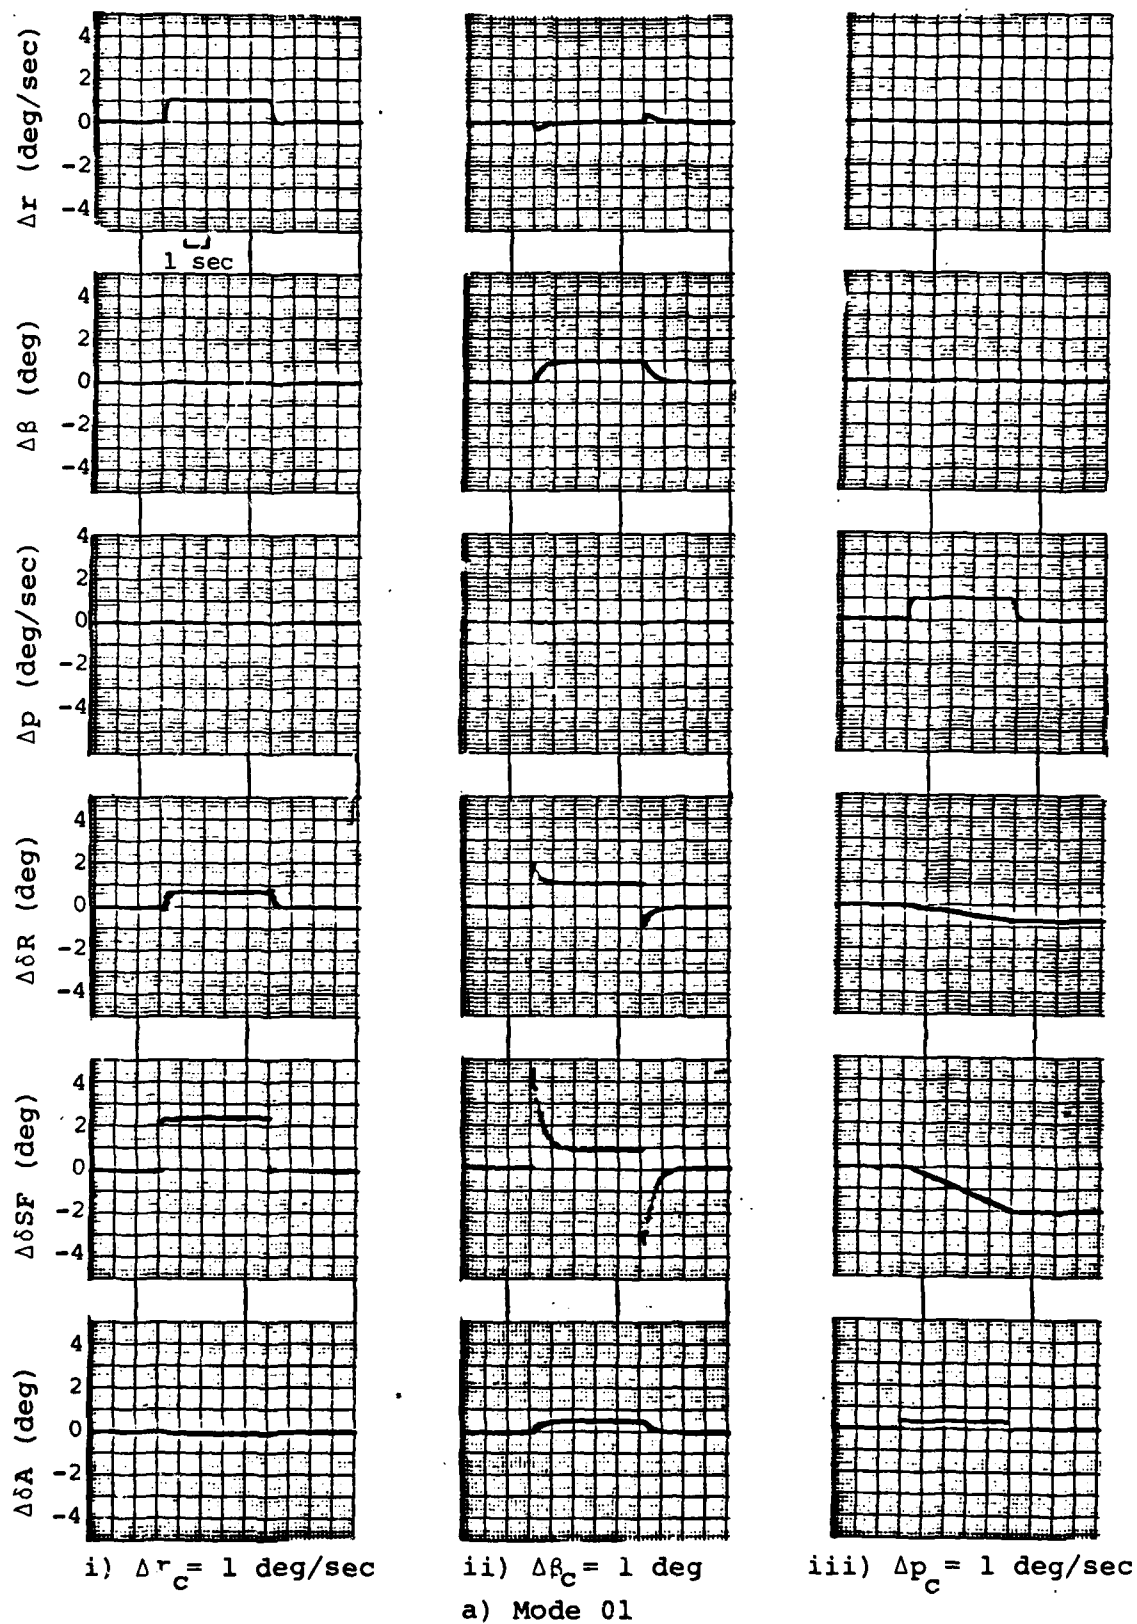 Δr (deg/sec)
4
2
0
-2
-4
1 sec
Δβ (deg)
4
2
0
-2
-4
Δp (deg/sec)
4
2
0
-2
-4
ΔδR (deg)
4
2
0
-2
-4
ΔδSF (deg)
4
2
0
-2
-4
ΔδA (deg)
4
2
0
-2
-4
i) Δr_c = 1 deg/sec
ii) Δβ_c = 1 deg
iii) Δp_c = 1 deg/sec
a) Mode 01